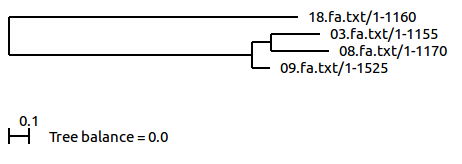 18.fa.txt/1-1160
03.fa.txt/1-1155
08.fa.txt/1-1170
09.fa.txt/1-1525
0.1
Tree balance = 0.0